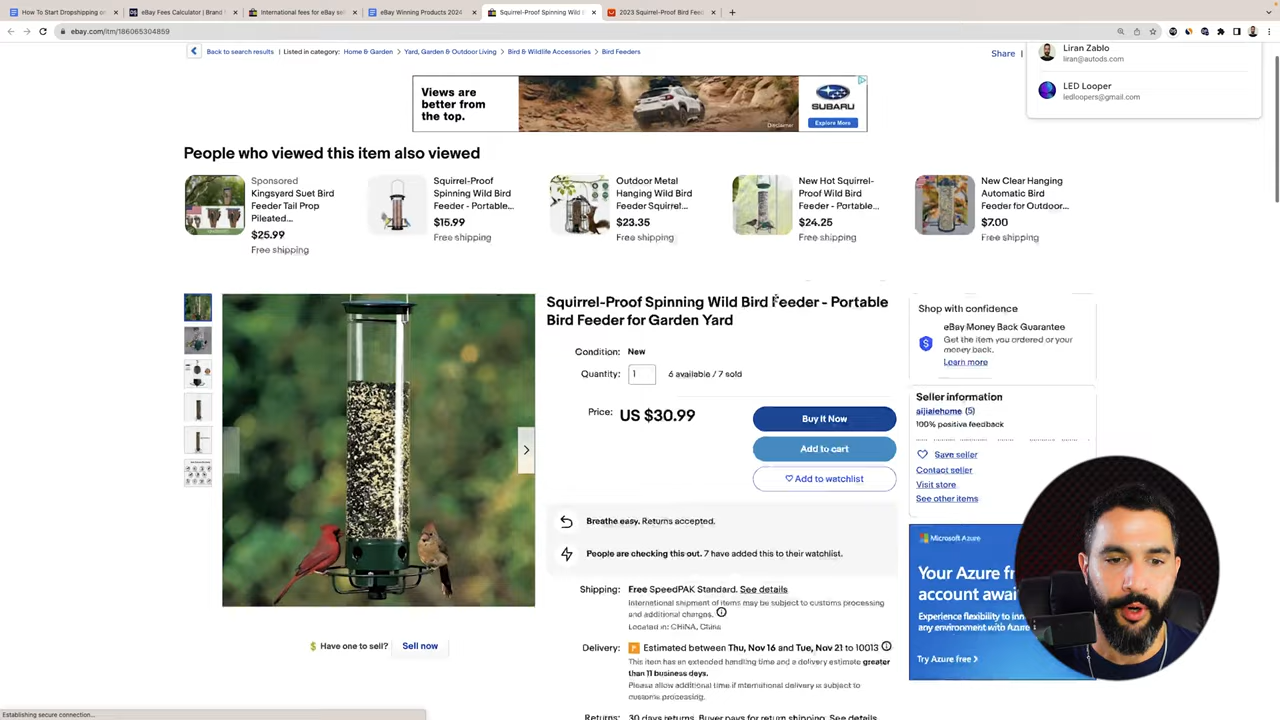 How To Start Dropshipping on
eBay Fees Calculator | Brand
International fees for eBay sel
eBay Winning Products 2024
Squirrel-Proof Spinning Wild B
2023 Squirrel-Proof Bird Feed
ebay.com/itm/186065304859
Back to search results | Listed in category: Home & Garden > Yard, Garden & Outdoor Living > Bird & Wildlife Accessories > Bird Feeders
Share |
Liran Zablo
liran@autods.com
LED Looper
ledloopers@gmail.com
Views are
better from
the top.
Disclaimer
SUBARU
Explore More
People who viewed this item also viewed
Sponsored
Kingsyard Suet Bird
Feeder Tail Prop
Pileated...
$25.99
Free shipping
Squirrel-Proof
Spinning Wild Bird
Feeder - Portable...
$15.99
Free shipping
Outdoor Metal
Hanging Wild Bird
Feeder Squirrel...
$23.35
Free shipping
New Hot Squirrel-
Proof Wild Bird
Feeder - Portable...
$24.25
Free shipping
New Clear Hanging
Automatic Bird
Feeder for Outdoor...
$7.00
Free shipping
Squirrel-Proof Spinning Wild Bird Feeder - Portable
Bird Feeder for Garden Yard
Condition: New
Quantity: 1 6 available / 7 sold
Price: US $30.99
Buy It Now
Add to cart
Add to watchlist
Breathe easy. Returns accepted.
People are checking this out. 7 have added this to their watchlist.
Shipping: Free SpeedPAK Standard. See details
International shipment of items may be subject to customs processing
and additional charges.
Located in: CHINA, China
Delivery: Estimated between Thu, Nov 16 and Tue, Nov 21 to 10013
This item has an extended handling time and a delivery estimate greater
than 11 business days.
Please allow additional time if international delivery is subject to
customs processing.
Returns: 30 days returns. Buyer pays for return shipping. See details
Have one to sell? Sell now
Shop with confidence
eBay Money Back Guarantee
Get the item you ordered or your
money back.
Learn more
Seller information
aijiaiehome (5)
100% positive feedback
Save seller
Contact seller
Visit store
See other items
Microsoft Azure
Your Azure fr
account awai
Experience flexibility to inn
any environment with Azure
Try Azure free >
Establishing secure connection...